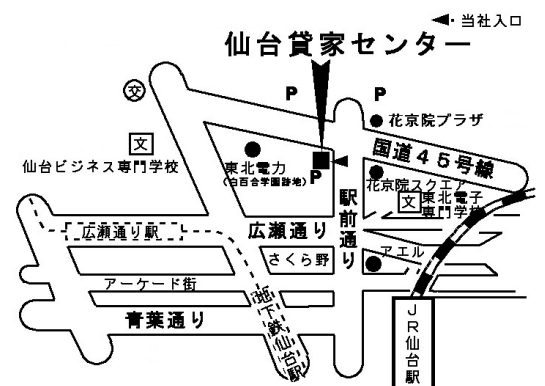 ◀・当社入口
仙台貸家センター
P
P
交
花京院プラザ
文
国道45号線
仙台ビジネス専門学校
東北電力
(白百合学園跡地)
P
花京院スクエア
文
東北電子
専門学校
駅前通り
広瀬通り
広瀬通り駅
さくら野
アエル
アーケード街
地下鉄仙台駅
青葉通り
JR仙台駅